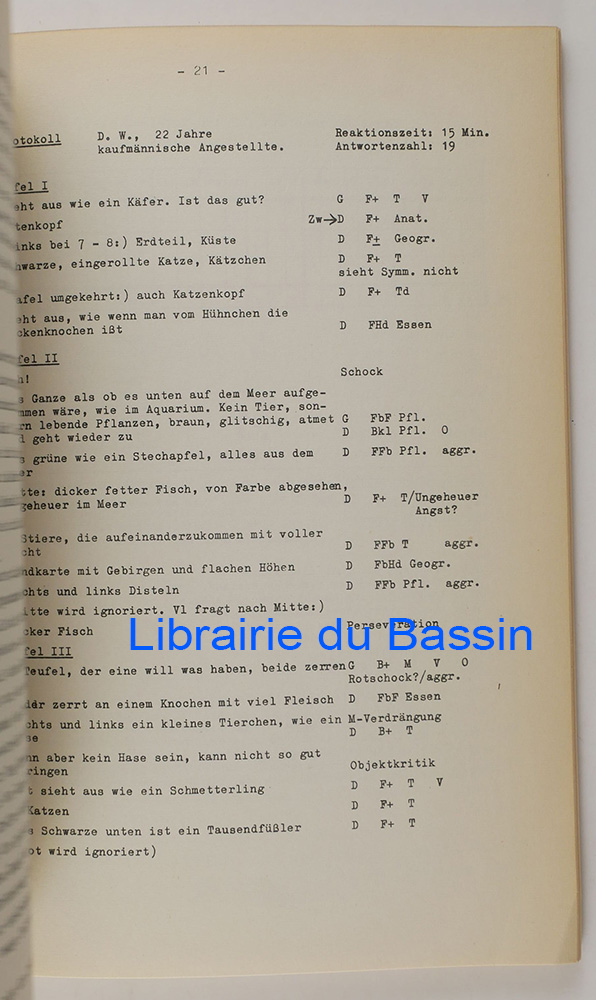 - 21 -
otokoll D. W., 22 Jahre Reaktionszeit: 15 Min.
kaufmännische Angestellte. Antwortenzahl: 19
fel I
eht aus wie ein Käfer. Ist das gut? G F+ T V
tenkopf Zw→D F+ Anat.
inks bei 7 - 8:) Erdteil, Küste D F± Geogr.
hwarze, eingerollte Katze, Kätzchen D F+ T
sieht Symm. nicht
afel umgekehrt:) auch Katzenkopf D F+ Td
eht aus, wie wenn man vom Hühnchen die
ckenknochen ißt D FHd Essen
fel II
h! Schock
s Ganze als ob es unten auf dem Meer aufge-
mmen wäre, wie im Aquarium. Kein Tier, son-
rn lebende Pflanzen, braun, glitschig, atmet G FbF Pfl.
d geht wieder zu D Bkl Pfl. O
s grüne wie ein Stechapfel, alles aus dem D FFb Pfl. aggr.
er
tte: dicker fetter Fisch, von Farbe abgesehen,
geheuer im Meer D F+ T/Ungeheuer
Angst?
ßtiere, die aufeinanderzukommen mit voller
cht D FFb T aggr.
ndkarte mit Gebirgen und flachen Höhen D FbHd Geogr.
chts und links Disteln D FFb Pfl. aggr.
itte wird ignoriert. Vl fragt nach Mitte:)
cker Fisch Perseveration
Librairie du Bassin
fel III
Teufel, der eine will was haben, beide zerren G B+ M V O
Rotschock?/aggr.
der zerrt an einem Knochen mit viel Fleisch D FbF Essen
chts und links ein kleines Tierchen, wie ein M-Verdrängung
se D B+ T
nn aber kein Hase sein, kann nicht so gut
ringen Objektkritik
t sieht aus wie ein Schmetterling D F+ T V
Katzen D F+ T
s Schwarze unten ist ein Tausendfüßler D F+ T
ot wird ignoriert)